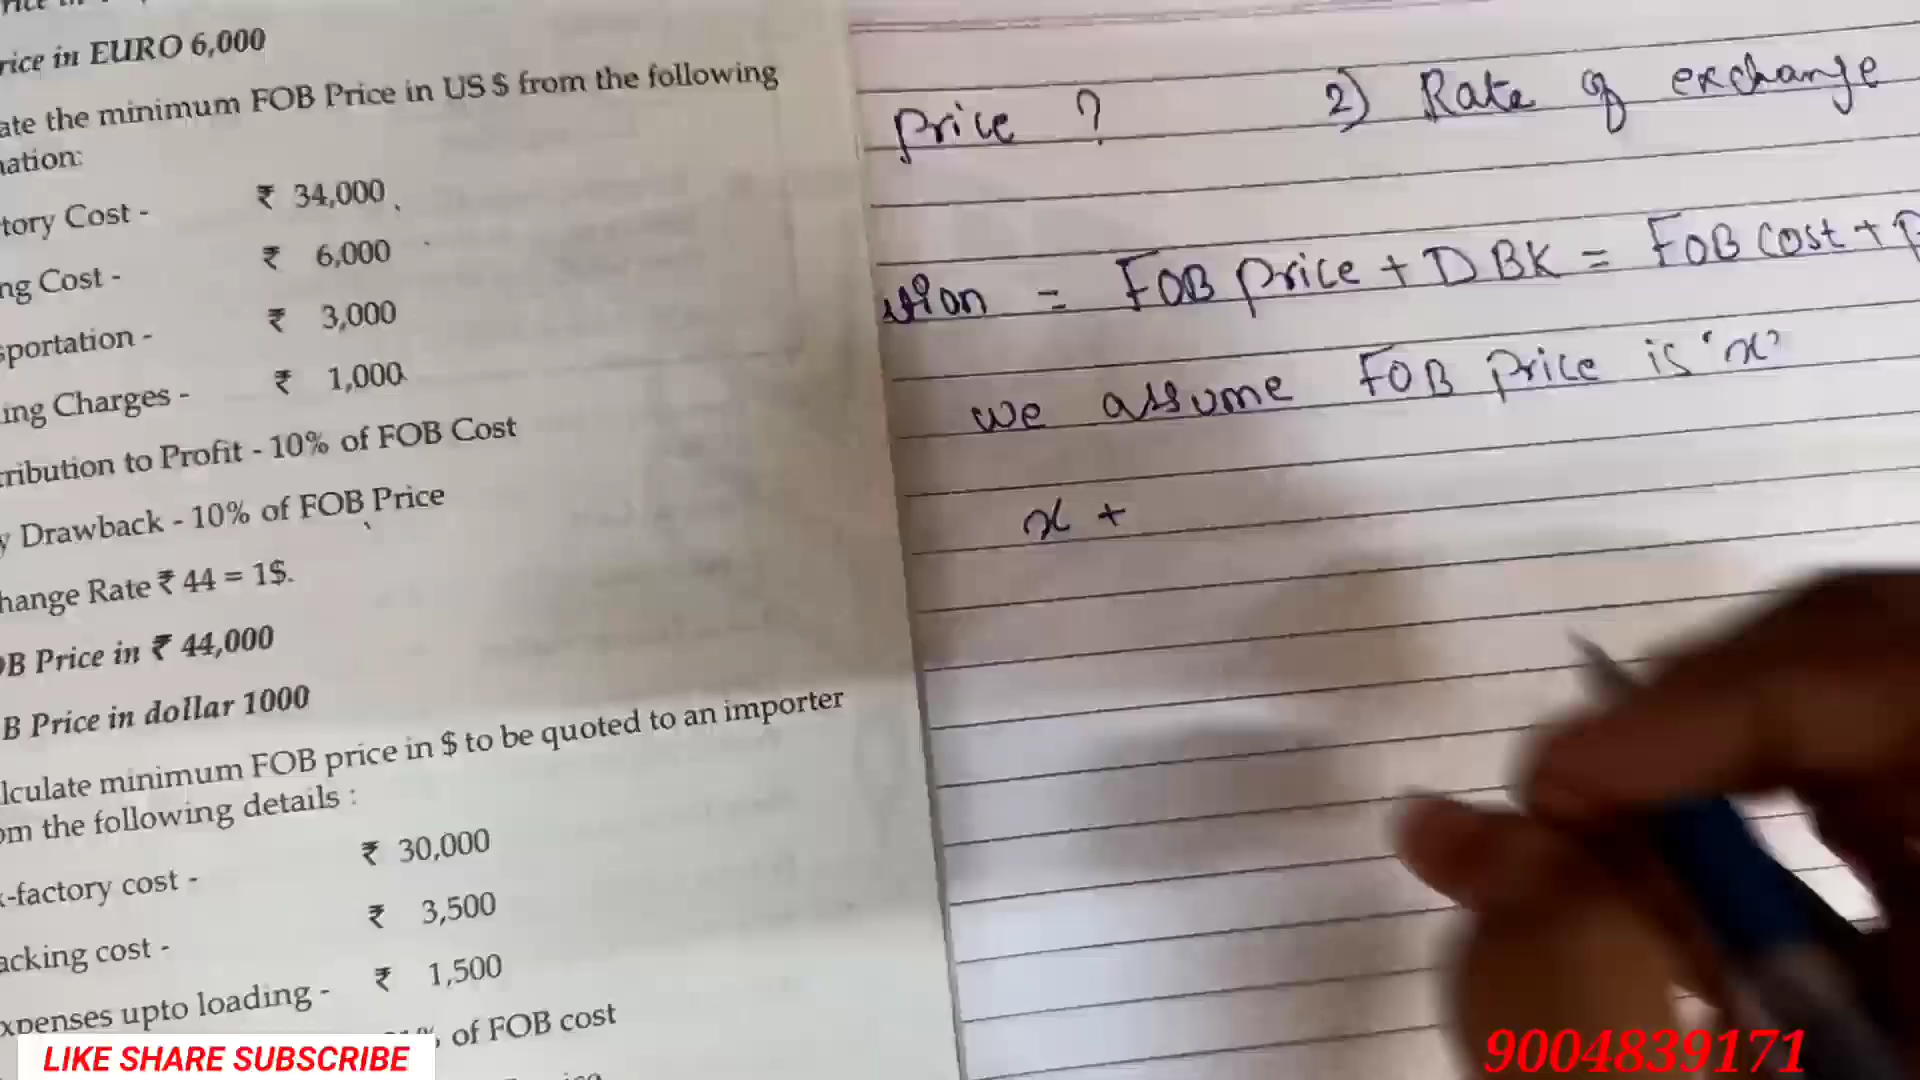 rice in EURO 6,000
ate the minimum FOB Price in US $ from the following
nation:
tory Cost - ₹ 34,000
ng Cost - ₹ 6,000
sportation - ₹ 3,000
ing Charges - ₹ 1,000
tribution to Profit - 10% of FOB Cost
y Drawback - 10% of FOB Price
hange Rate ₹ 44 = 1$.
OB Price in ₹ 44,000
B Price in dollar 1000
lculate minimum FOB price in $ to be quoted to an importer
om the following details :
x-factory cost - ₹ 30,000
acking cost - ₹ 3,500
xpenses upto loading - ₹ 1,500
% of FOB cost
Price ? 2) Rate of exchange
= FOB Price + DBK = FOB Cost + P
we assume FOB Price is 'x'
x +
LIKE SHARE SUBSCRIBE
9004839171